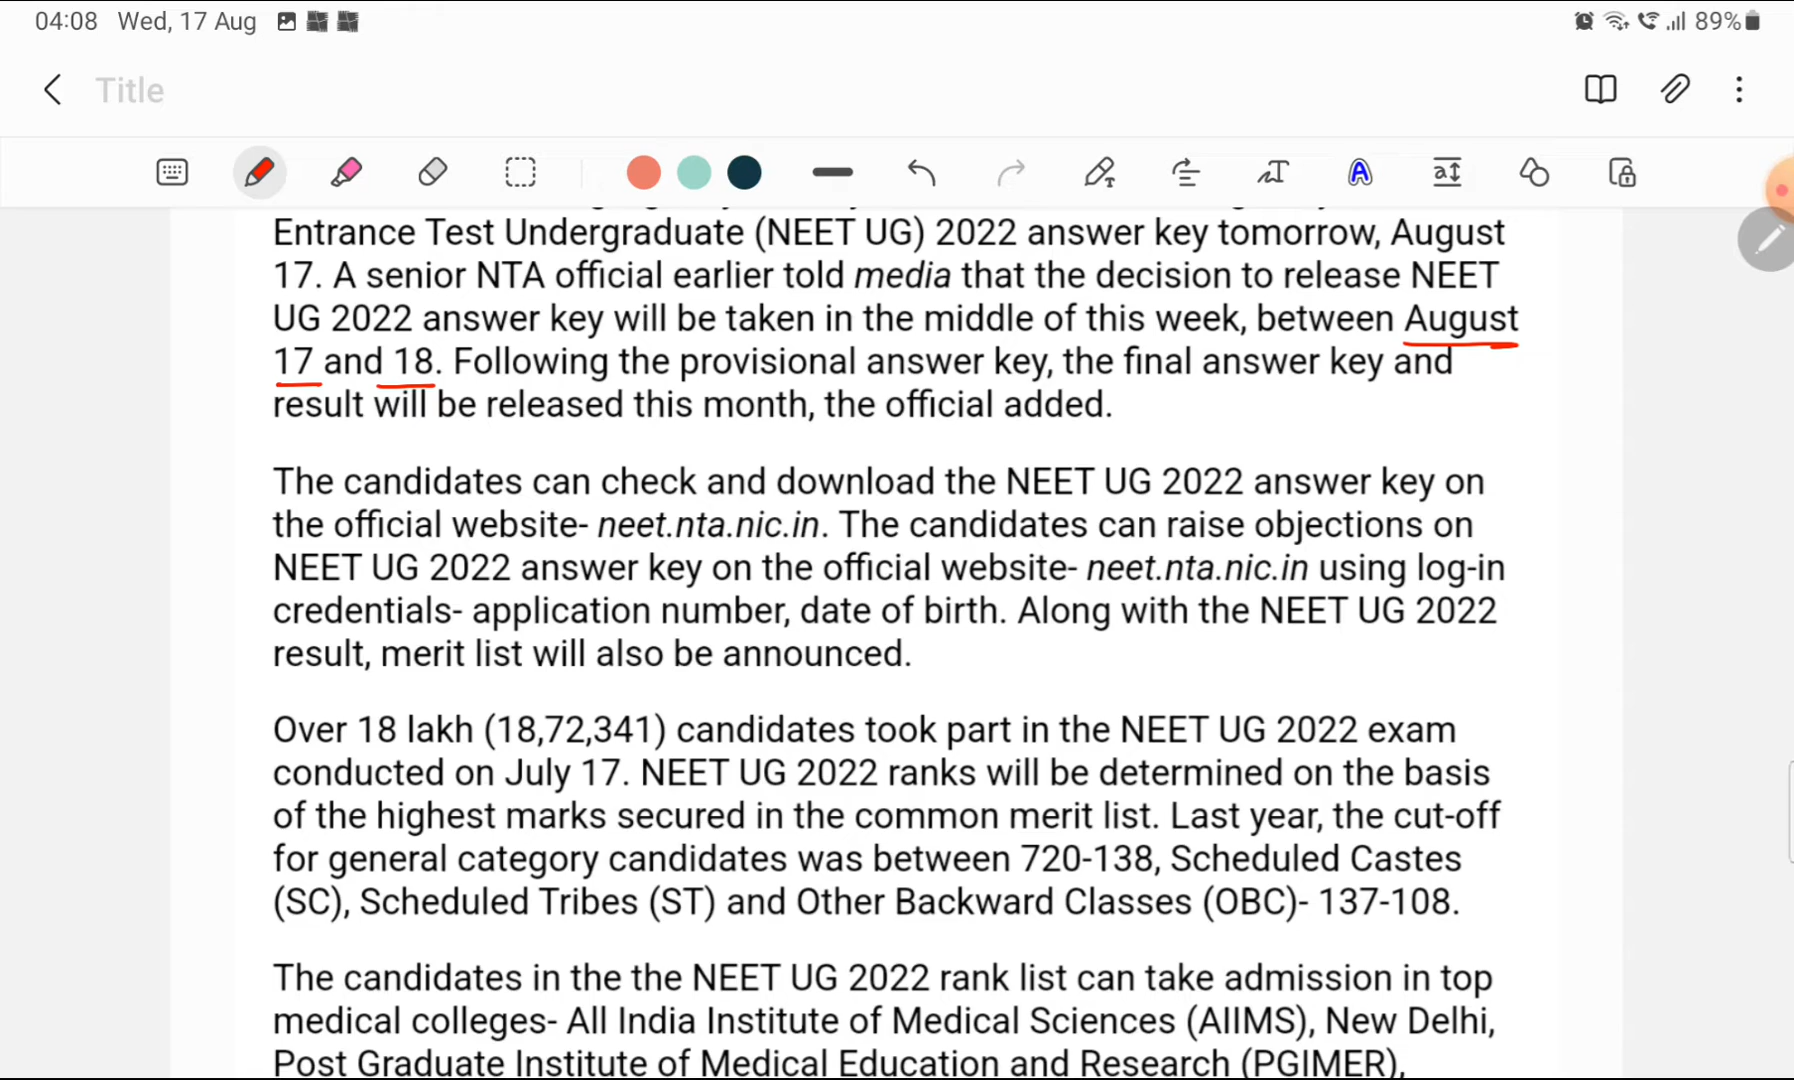 04:08 Wed, 17 Aug
89%
Title
A
a
Entrance Test Undergraduate (NEET UG) 2022 answer key tomorrow, August
17. A senior NTA official earlier told media that the decision to release NEET
UG 2022 answer key will be taken in the middle of this week, between August
17 and 18. Following the provisional answer key, the final answer key and
result will be released this month, the official added.
The candidates can check and download the NEET UG 2022 answer key on
the official website- neet.nta.nic.in. The candidates can raise objections on
NEET UG 2022 answer key on the official website- neet.nta.nic.in using log-in
credentials- application number, date of birth. Along with the NEET UG 2022
result, merit list will also be announced.
Over 18 lakh (18,72,341) candidates took part in the NEET UG 2022 exam
conducted on July 17. NEET UG 2022 ranks will be determined on the basis
of the highest marks secured in the common merit list. Last year, the cut-off
for general category candidates was between 720-138, Scheduled Castes
(SC), Scheduled Tribes (ST) and Other Backward Classes (OBC)- 137-108.
The candidates in the the NEET UG 2022 rank list can take admission in top
medical colleges- All India Institute of Medical Sciences (AIIMS), New Delhi,
Post Graduate Institute of Medical Education and Research (PGIMER),